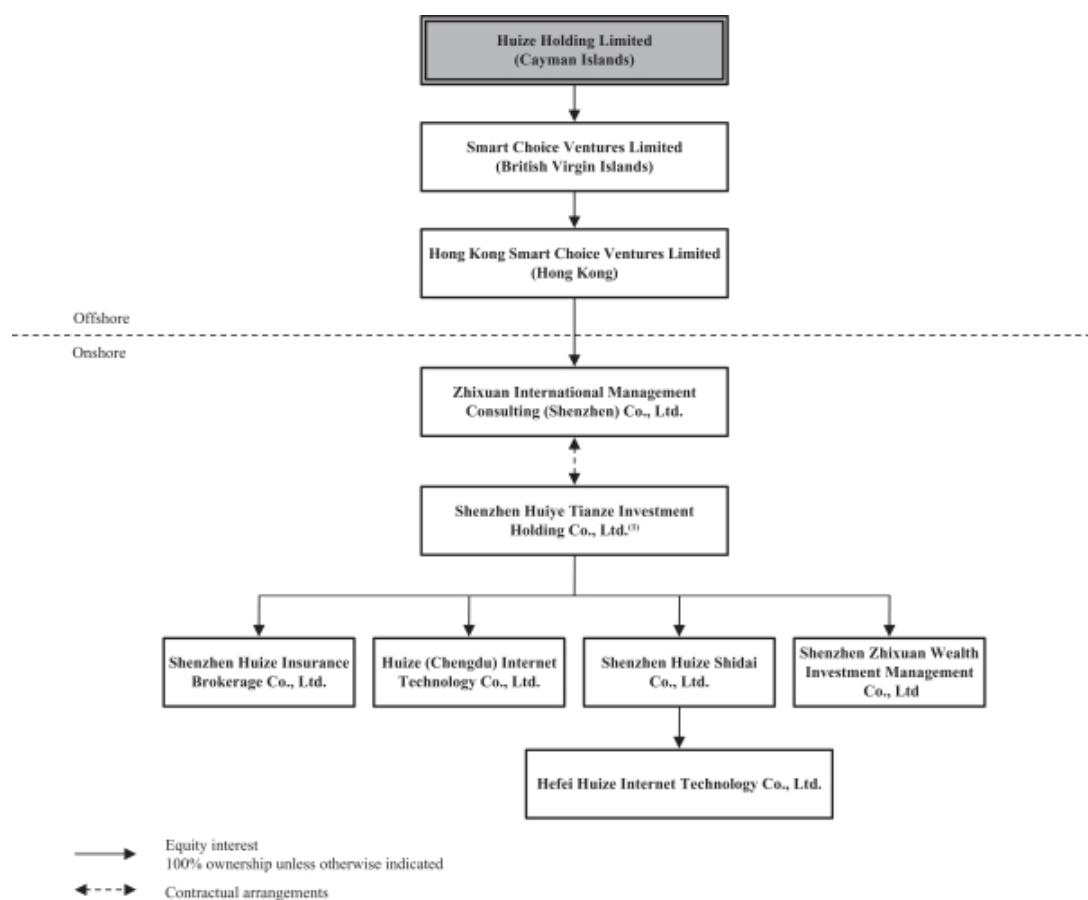 Huize Holding Limited
(Cayman Islands)
Smart Choice Ventures Limited
(British Virgin Islands)
Hong Kong Smart Choice Ventures Limited
(Hong Kong)
Offshore
Onshore
Zhixuan International Management
Consulting (Shenzhen) Co., Ltd.
Shenzhen Huiye Tianze Investment
Holding Co., Ltd.(1)
Shenzhen Huize Insurance
Brokerage Co., Ltd.
Huize (Chengdu) Internet
Technology Co., Ltd.
Shenzhen Huize Shidai
Co., Ltd.
Shenzhen Zhixuan Wealth
Investment Management
Co., Ltd
Hefei Huize Internet Technology Co., Ltd.
Equity interest
100% ownership unless otherwise indicated
Contractual arrangements